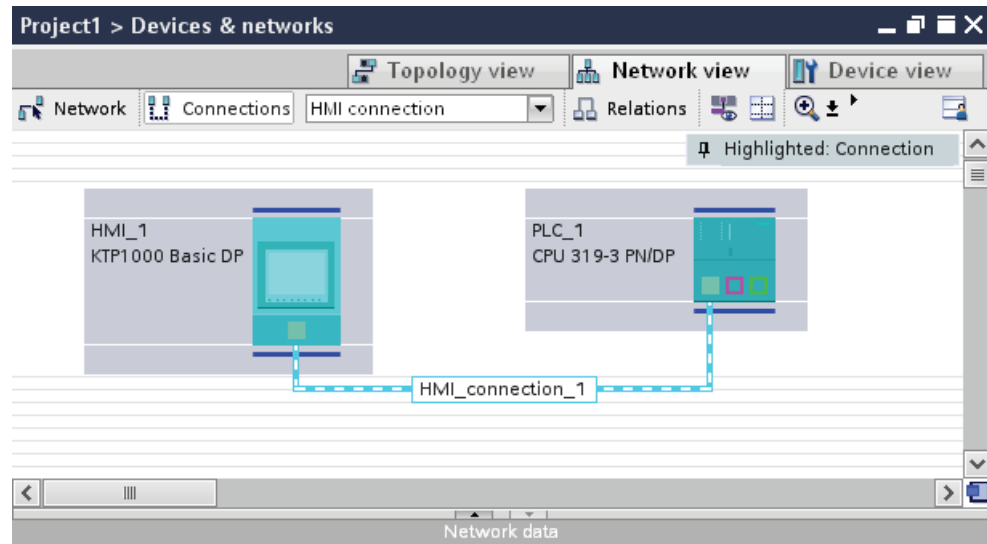 Project1 > Devices & networks
Topology view Network view Device view
Network Connections HMI connection Relations
Highlighted: Connection
HMI_1
KTP1000 Basic DP
PLC_1
CPU 319-3 PN/DP
HMI_connection_1
Network data